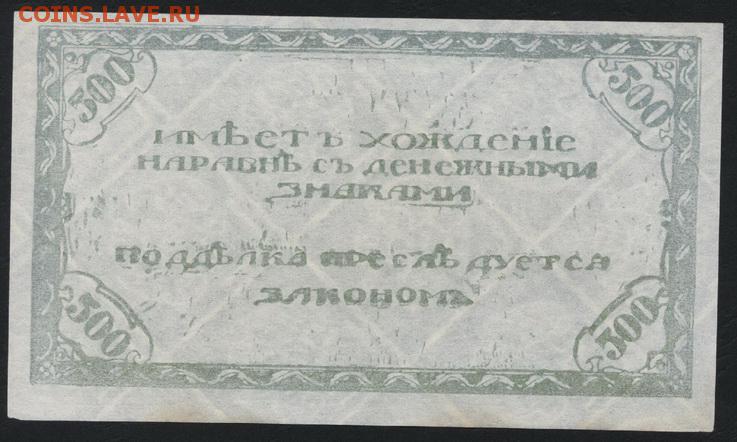 COINS.LAVE.RU
500 500
ИМѢЕТЪ ХОЖДЕНІЕ
НАРАВНѢ СЪ ДЕНЕЖНЫМИ
ЗНАКАМИ
ПОДДѢЛКА ПРЕСЛѢДУЕТСЯ
ЗАКОНОМЪ
500 500